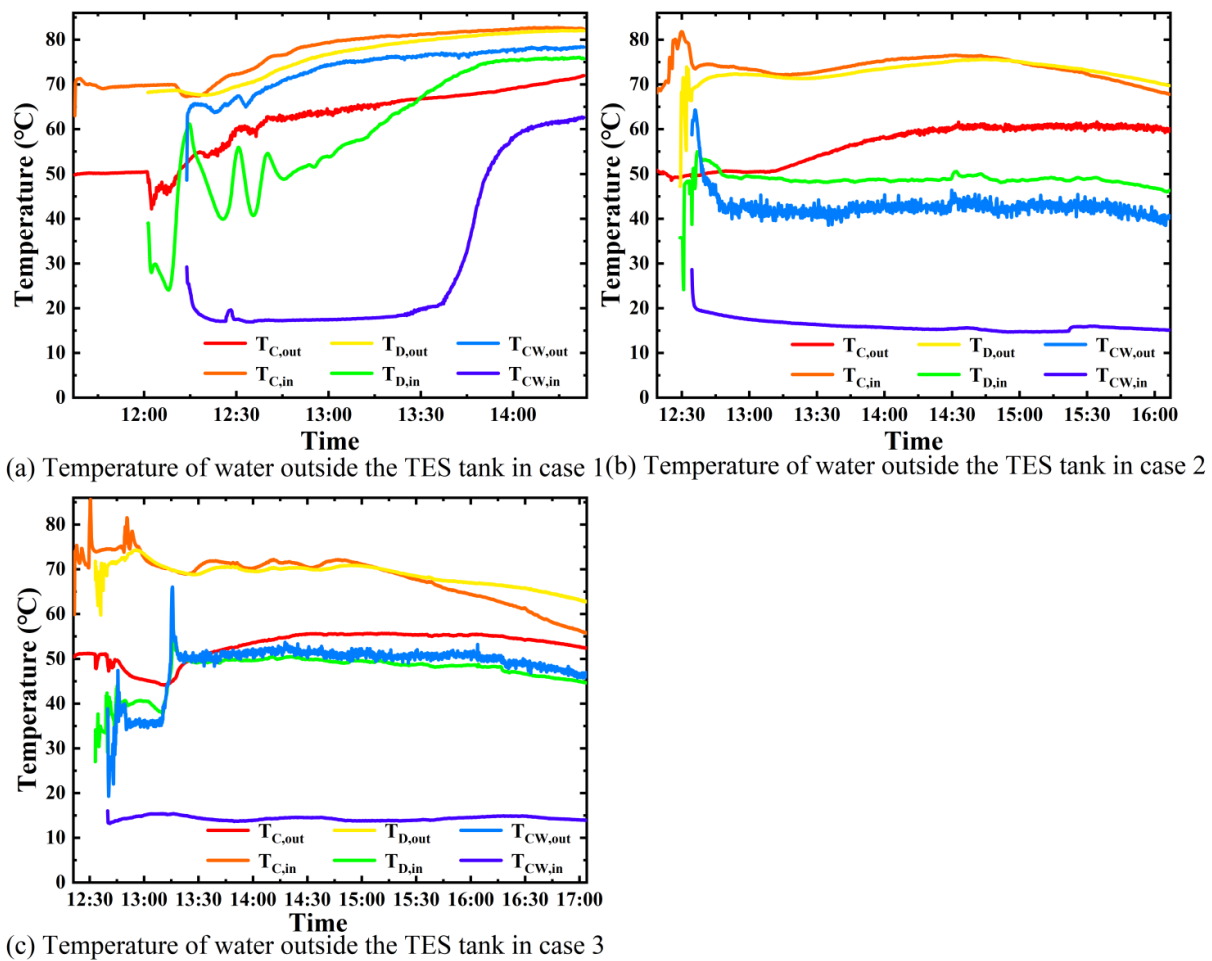 Temperature (℃)
80
70
60
50
40
30
20
10
0
T_C,out T_D,out T_CW,out
T_C,in T_D,in T_CW,in
12:00 12:30 13:00 13:30 14:00
Time
(a) Temperature of water outside the TES tank in case 1
Temperature (℃)
80
70
60
50
40
30
20
10
0
T_C,out T_D,out T_CW,out
T_C,in T_D,in T_CW,in
12:30 13:00 13:30 14:00 14:30 15:00 15:30 16:00
Time
(b) Temperature of water outside the TES tank in case 2
Temperature (℃)
80
70
60
50
40
30
20
10
0
T_C,out T_D,out T_CW,out
T_C,in T_D,in T_CW,in
12:30 13:00 13:30 14:00 14:30 15:00 15:30 16:00 16:30 17:00
Time
(c) Temperature of water outside the TES tank in case 3